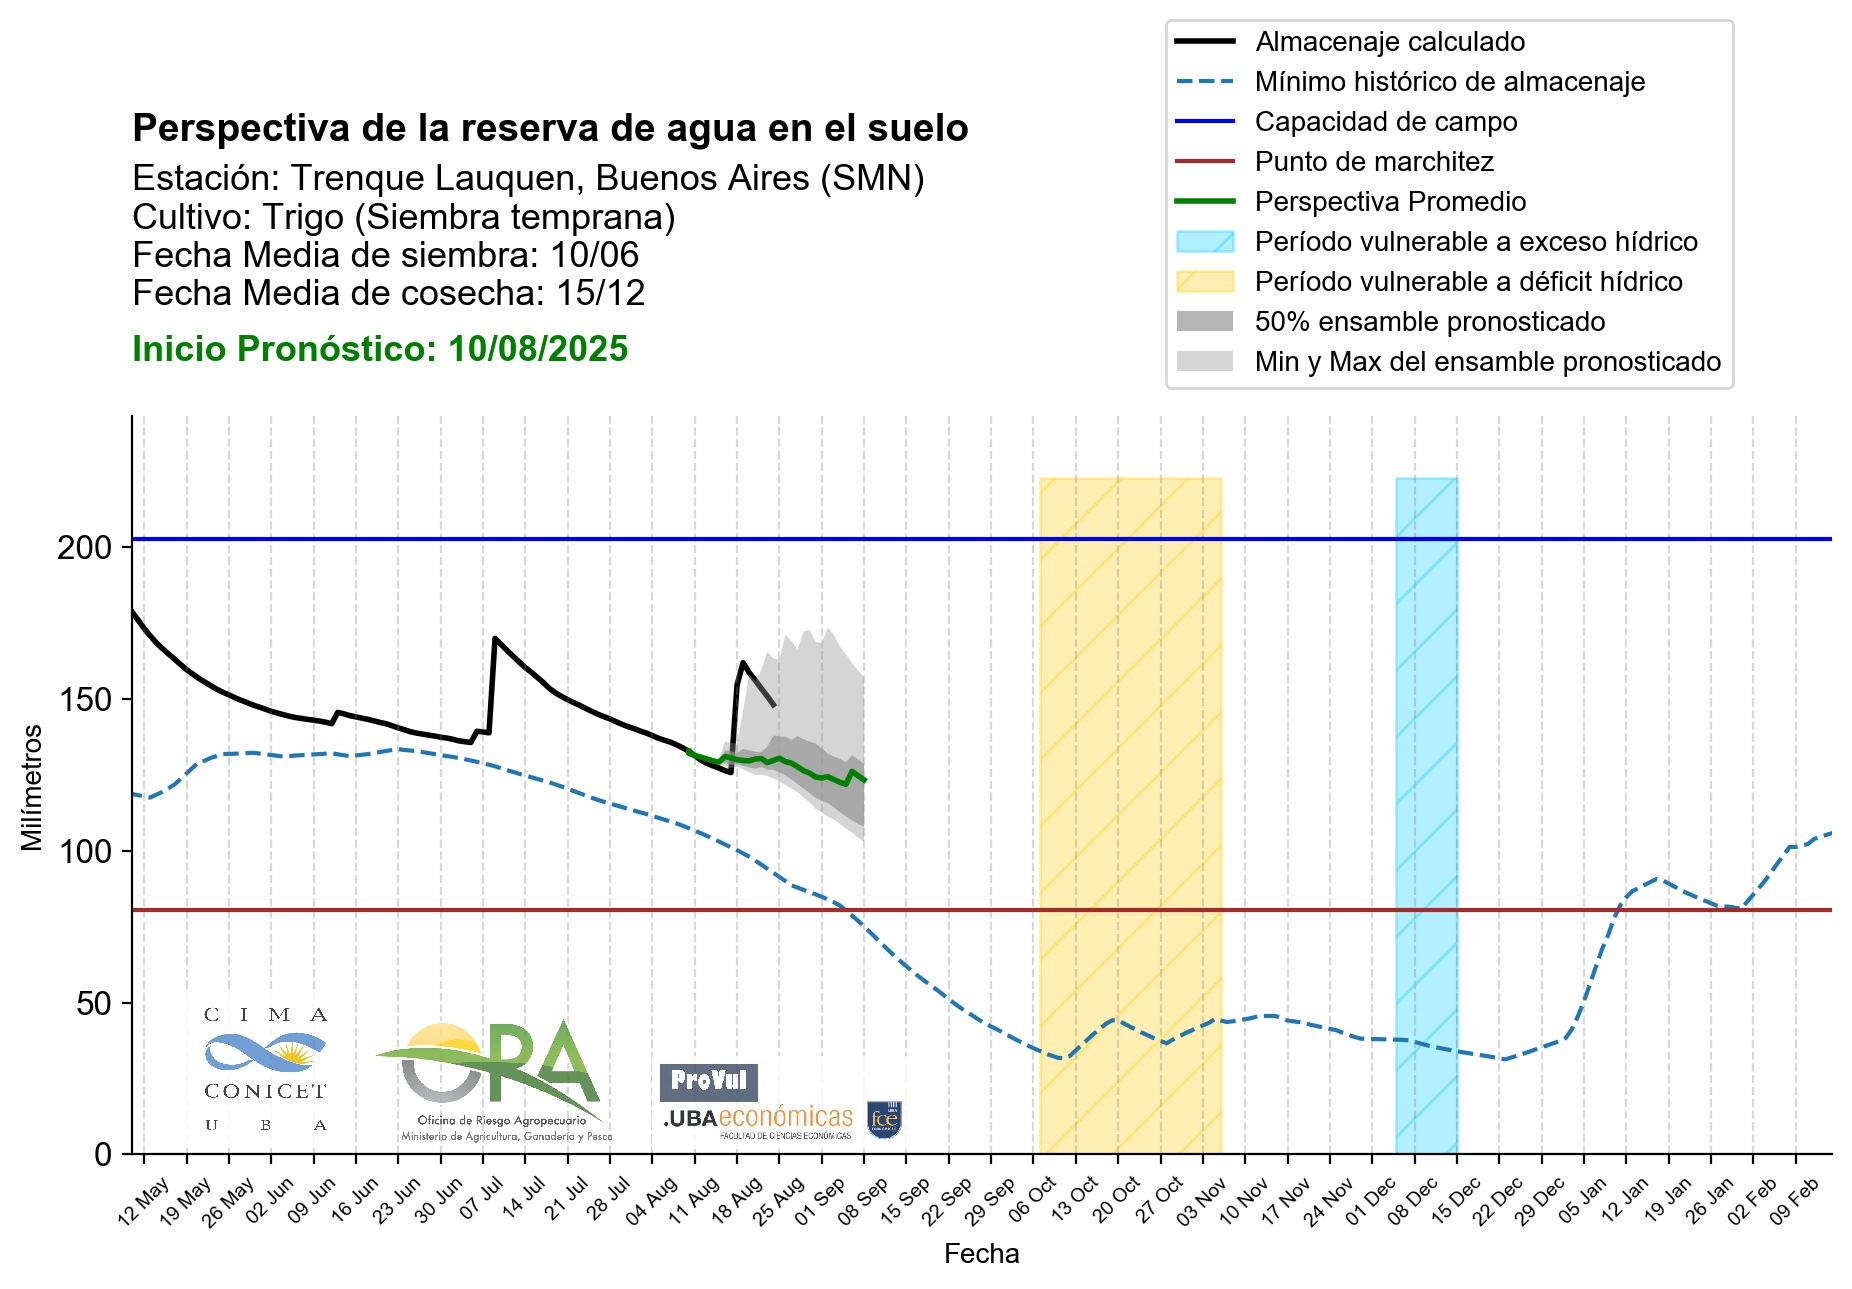 Almacenaje calculado
Mínimo histórico de almacenaje
Capacidad de campo
Punto de marchitez
Perspectiva Promedio
Período vulnerable a exceso hídrico
Período vulnerable a déficit hídrico
50% ensamble pronosticado
Min y Max del ensamble pronosticado
Perspectiva de la reserva de agua en el suelo
Estación: Trenque Lauquen, Buenos Aires (SMN)
Cultivo: Trigo (Siembra temprana)
Fecha Media de siembra: 10/06
Fecha Media de cosecha: 15/12
Inicio Pronóstico: 10/08/2025
Milímetros
200
150
100
50
0
CIMA
CONICET
UBA
ORA
Oficina de Riesgo Agropecuario
Ministerio de Agricultura, Ganadería y Pesca
ProVul
.UBAeconómicas
FACULTAD DE CIENCIAS ECONÓMICAS
fce
12 May 19 May 26 May 02 Jun 09 Jun 16 Jun 23 Jun 30 Jun 07 Jul 14 Jul 21 Jul 28 Jul 04 Aug 11 Aug 18 Aug 25 Aug 01 Sep 08 Sep 15 Sep 22 Sep 29 Sep 06 Oct 13 Oct 20 Oct 27 Oct 03 Nov 10 Nov 17 Nov 24 Nov 01 Dec 08 Dec 15 Dec 22 Dec 29 Dec 05 Jan 12 Jan 19 Jan 26 Jan 02 Feb 09 Feb
Fecha